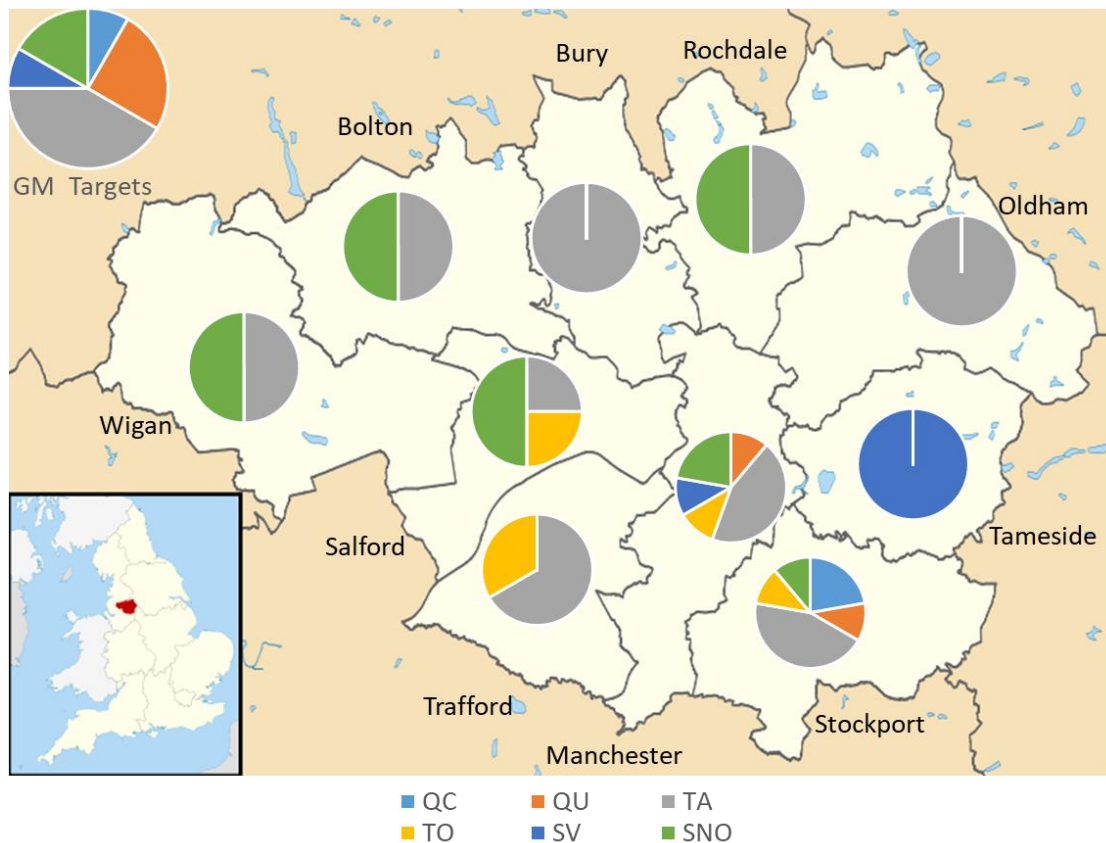 Rochdale
Bury
Bolton
GM Targets
Oldham
Wigan
Salford
Tameside
Trafford
Stockport
Manchester
QC QU TA
TO SV SNO